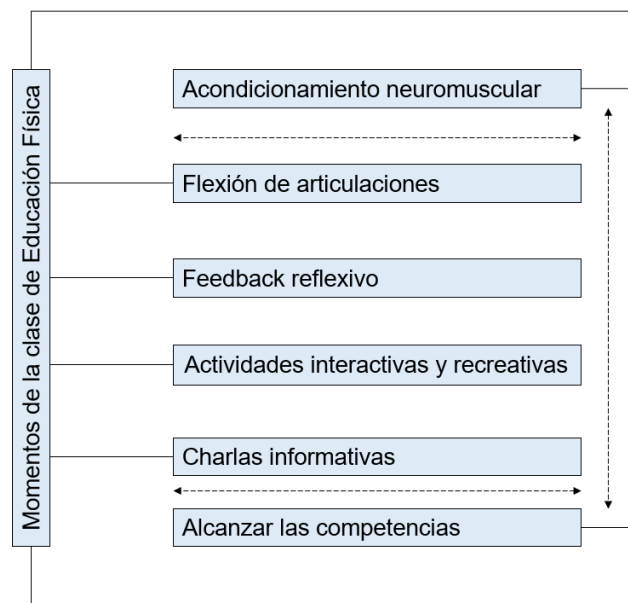 Momentos de la clase de Educación Física
Acondicionamiento neuromuscular
Flexión de articulaciones
Feedback reflexivo
Actividades interactivas y recreativas
Charlas informativas
Alcanzar las competencias